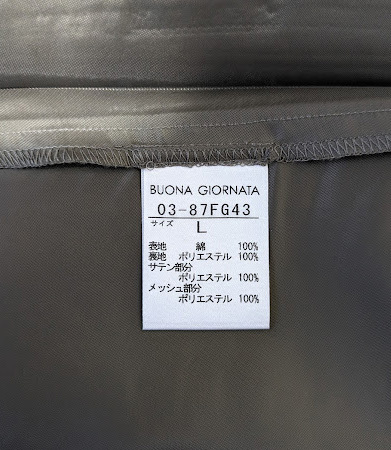 BUONA GIORNATA
03-87FG43
サイズ
L
表地 綿 100%
裏地 ポリエステル 100%
サテン部分
ポリエステル 100%
メッシュ部分
ポリエステル 100%